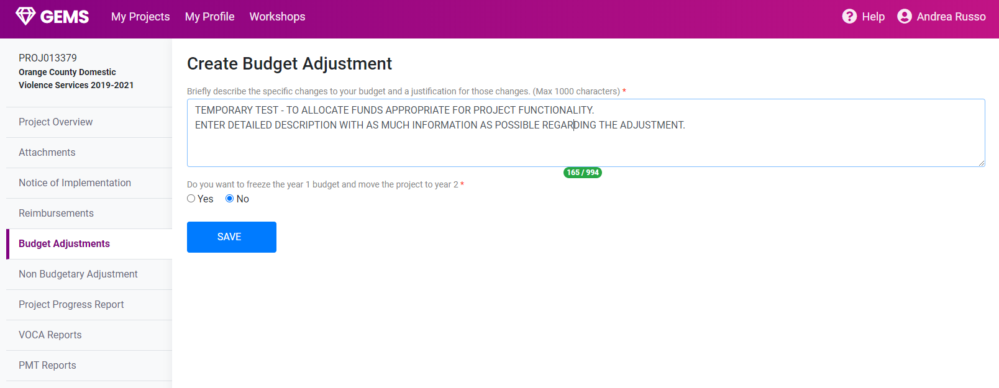 GEMS My Projects My Profile Workshops ? Help Andrea Russo
PROJ013379
Orange County Domestic
Violence Services 2019-2021
Project Overview
Attachments
Notice of Implementation
Reimbursements
Budget Adjustments
Non Budgetary Adjustment
Project Progress Report
VOCA Reports
PMT Reports
Create Budget Adjustment
Briefly describe the specific changes to your budget and a justification for those changes. (Max 1000 characters) *
TEMPORARY TEST - TO ALLOCATE FUNDS APPROPRIATE FOR PROJECT FUNCTIONALITY.
ENTER DETAILED DESCRIPTION WITH AS MUCH INFORMATION AS POSSIBLE REGARDING THE ADJUSTMENT.
165 / 994
Do you want to freeze the year 1 budget and move the project to year 2 *
Yes No
SAVE